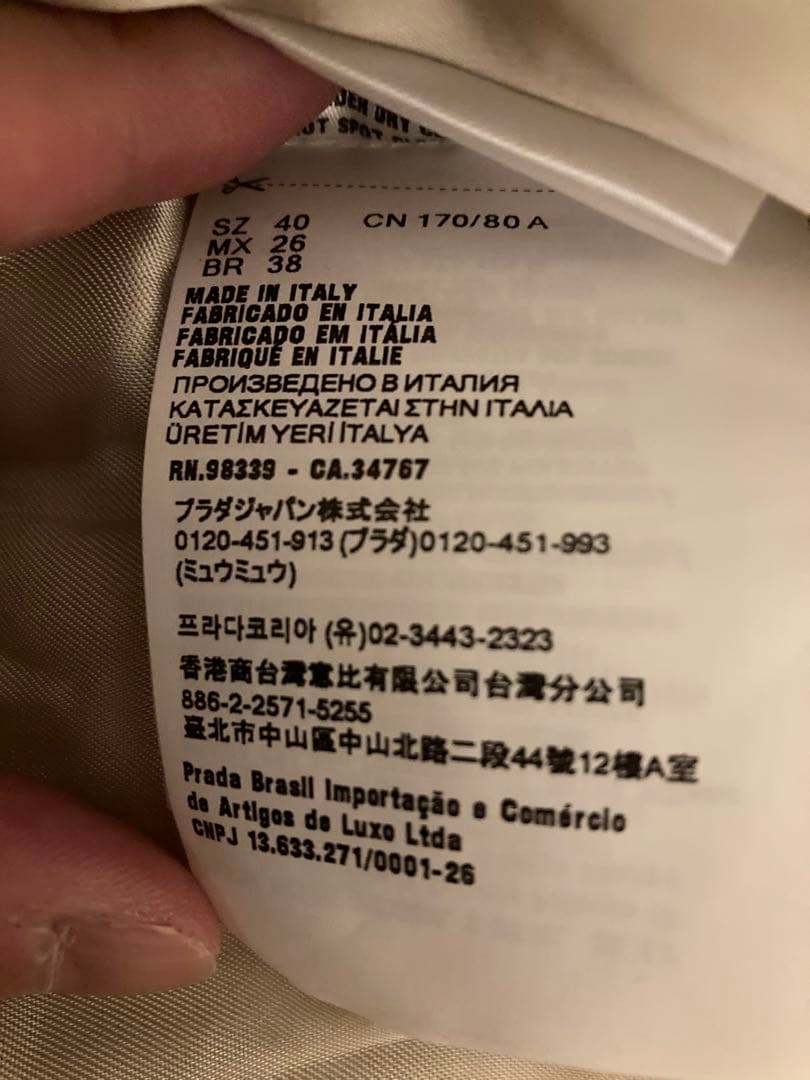 DRY
SPOT
SZ 40 CN 170/80 A
MX 26
BR 38
MADE IN ITALY
FABRICADO EN ITALIA
FABRICADO EM ITÁLIA
FABRIQUÉ EN ITALIE
ПРОИЗВЕДЕНО В ИТАЛИЯ
ΚΑΤΑΣΚΕΥΑΖΕΤΑΙ ΣΤΗΝ ΙΤΑΛΙΑ
ÜRETİM YERİ İTALYA
RN.98339 - CA.34767
プラダジャパン株式会社
0120-451-913 (プラダ)0120-451-993
(ミュウミュウ)
프라다코리아 (유)02-3443-2323
香港商台灣意比有限公司台灣分公司
886-2-2571-5255
臺北市中山區中山北路二段44號12樓A室
Prada Brasil Importação e Comércio
de Artigos de Luxo Ltda
CNPJ 13.633.271/0001-26